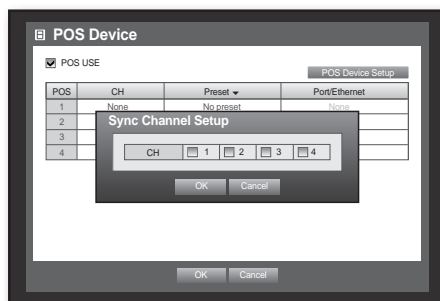 POS Device
POS USE
POS Device Setup
POS CH Preset Port/Ethernet
1 None No preset None
2
3
4
Sync Channel Setup
CH 1 2 3 4
OK Cancel
OK Cancel